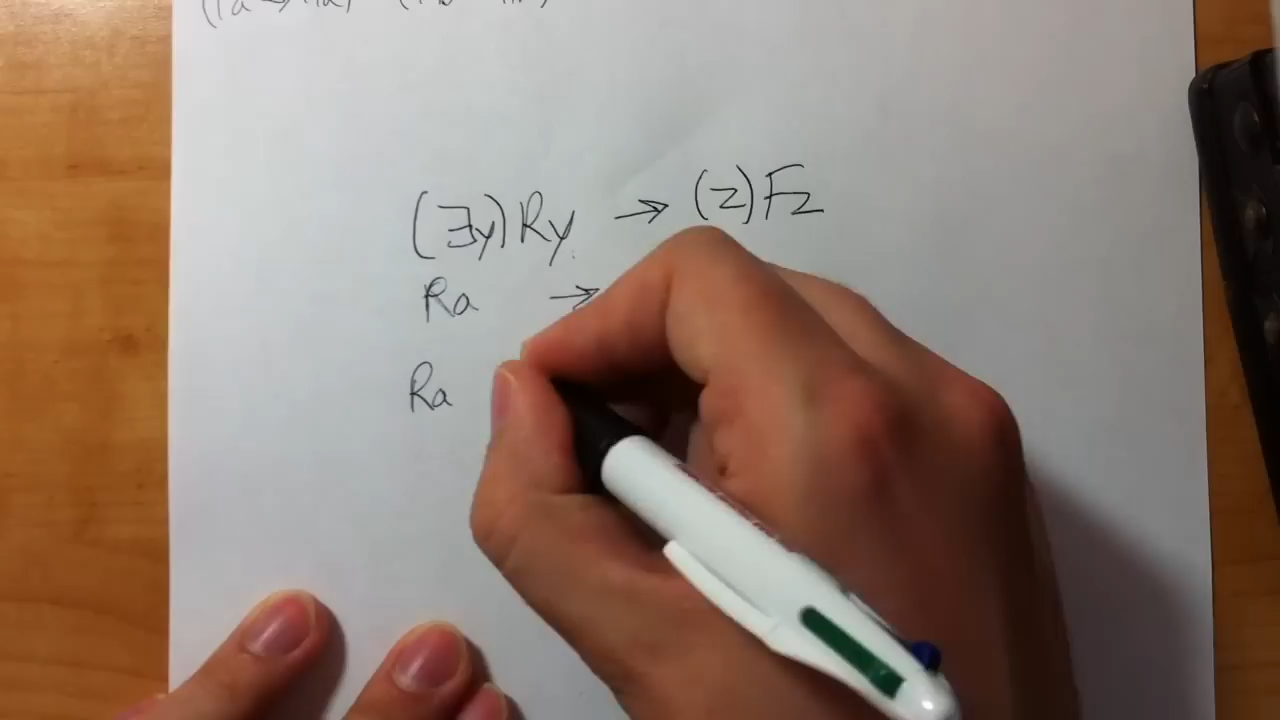 (∃y)Ry → (z)Fz
Ra →
Ra